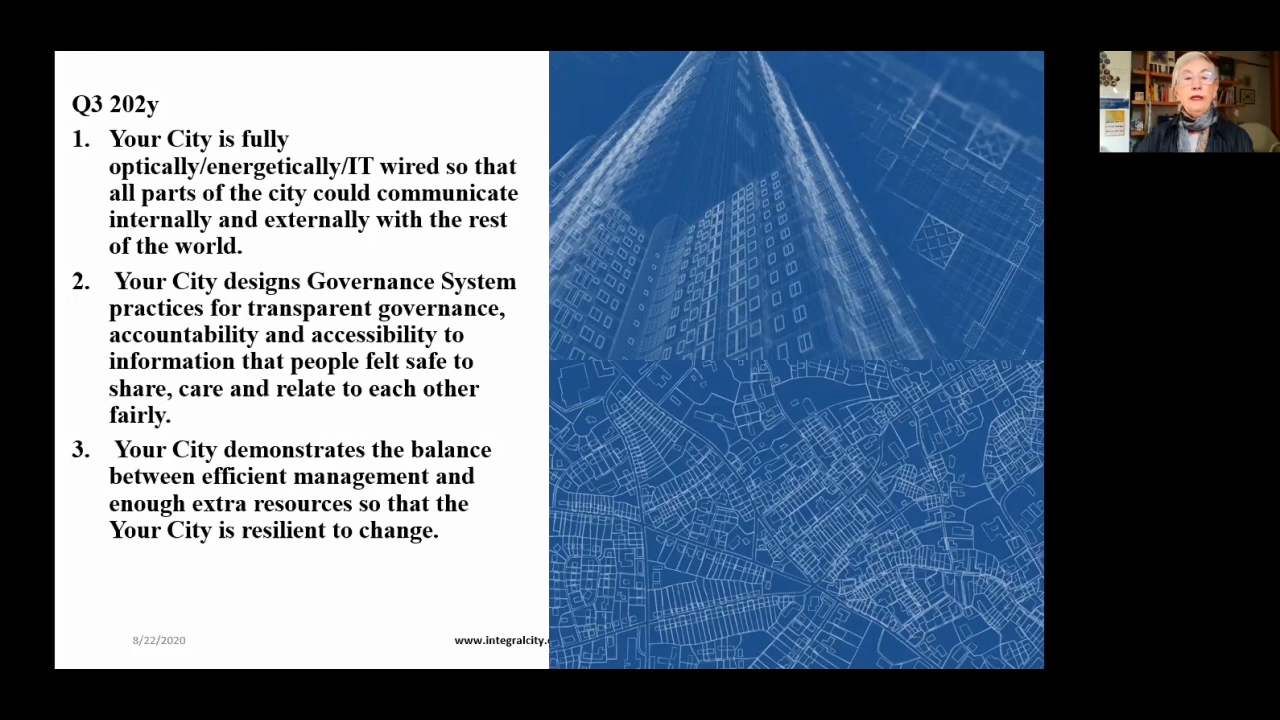 Q3 202y
1. Your City is fully
optically/energetically/IT wired so that
all parts of the city could communicate
internally and externally with the rest
of the world.
2. Your City designs Governance System
practices for transparent governance,
accountability and accessibility to
information that people felt safe to
share, care and relate to each other
fairly.
3. Your City demonstrates the balance
between efficient management and
enough extra resources so that the
Your City is resilient to change.
8/22/2020
www.integralcity.